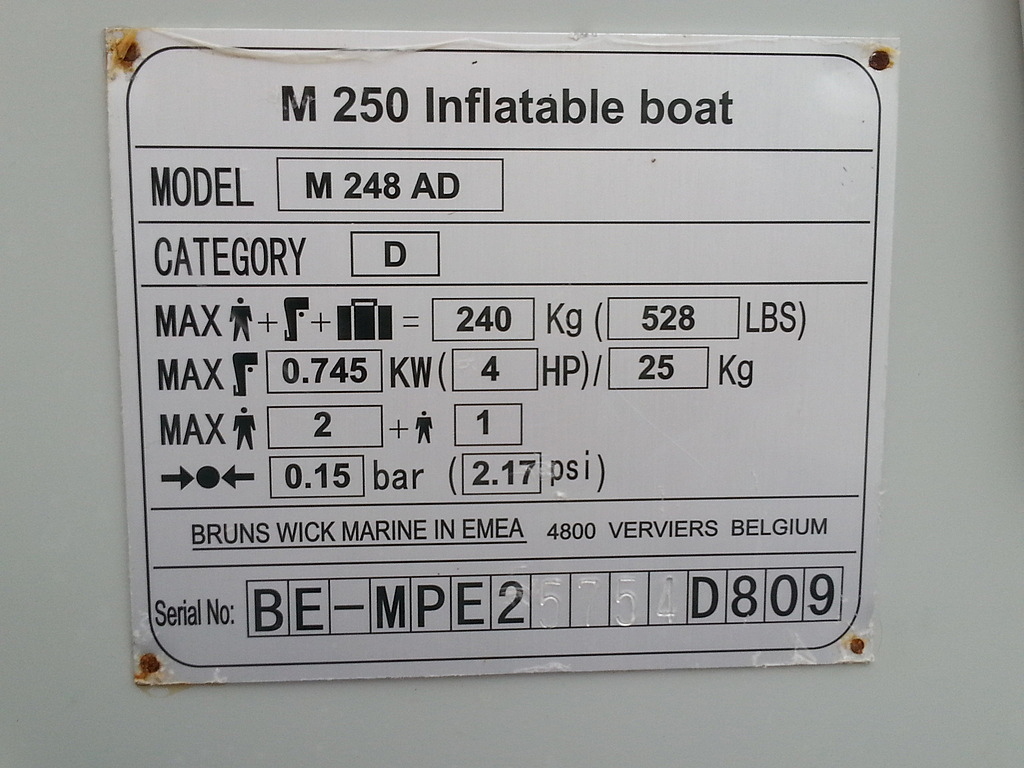 M 250 Inflatable boat
MODEL M 248 AD
CATEGORY D
MAX + + = 240 Kg ( 528 LBS)
MAX 0.745 KW ( 4 HP)/ 25 Kg
MAX 2 + 1
0.15 bar ( 2.17 psi)
BRUNS WICK MARINE IN EMEA 4800 VERVIERS BELGIUM
Serial No: BE-MPE25754D809